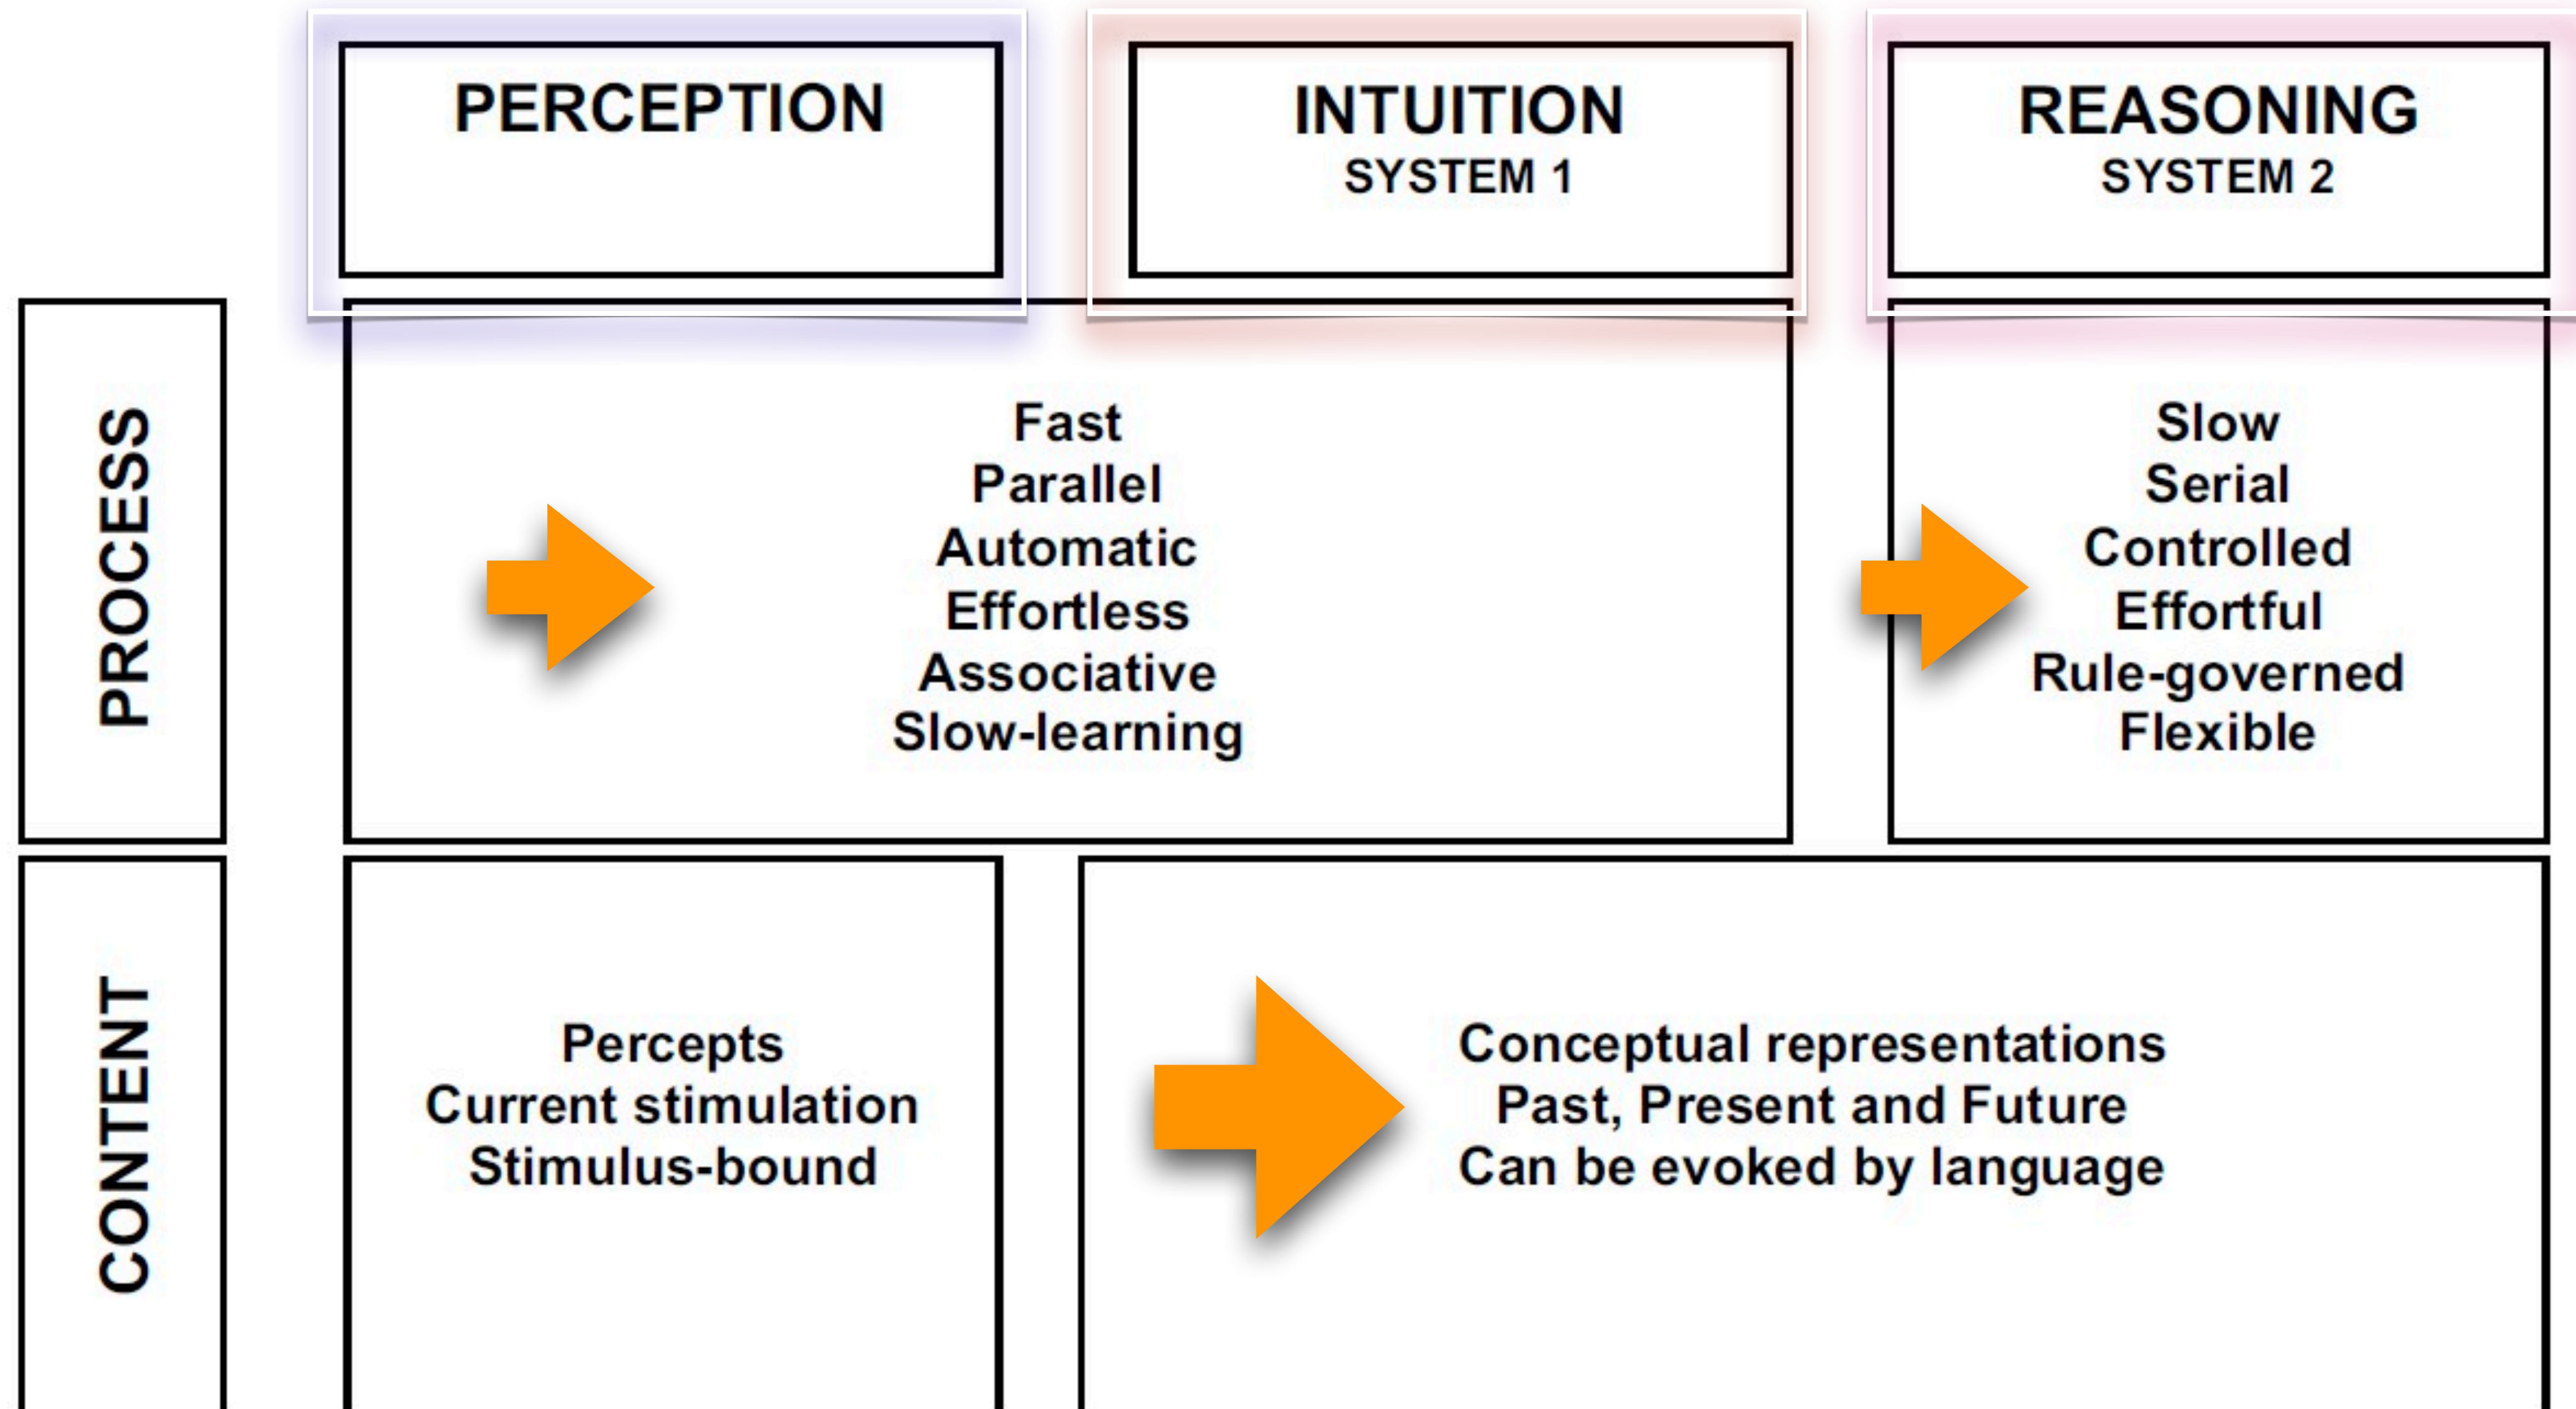 PERCEPTION
INTUITION
SYSTEM 1
REASONING
SYSTEM 2
PROCESS
Fast
Parallel
Automatic
Effortless
Associative
Slow-learning
Slow
Serial
Controlled
Effortful
Rule-governed
Flexible
CONTENT
Percepts
Current stimulation
Stimulus-bound
Conceptual representations
Past, Present and Future
Can be evoked by language